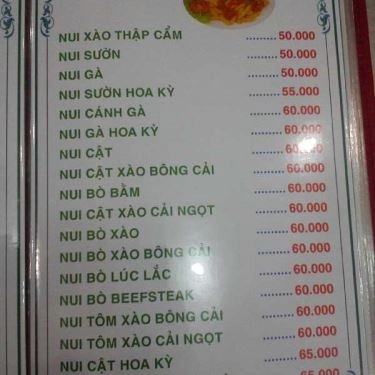 NUI XÀO THẬP CẨM ......... 50.000
NUI SƯỜN ......... 50.000
NUI GÀ ......... 50.000
NUI SƯỜN HOA KỲ ......... 55.000
NUI CÁNH GÀ ......... 60.000
NUI GÀ HOA KỲ ......... 60.000
NUI CẬT ......... 60.000
NUI CẬT XÀO BÔNG CẢI ......... 60.000
NUI BÒ BẰM ......... 60.000
NUI CẬT XÀO CẢI NGỌT ......... 60.000
NUI BÒ XÀO ......... 60.000
NUI BÒ XÀO BÔNG CẢI ......... 60.000
NUI BÒ LÚC LẮC ......... 60.000
NUI BÒ BEEFSTEAK ......... 60.000
NUI TÔM XÀO BÔNG CẢI ......... 60.000
NUI TÔM XÀO CẢI NGỌT ......... 60.000
NUI CẬT HOA KỲ ......... 65.000
65.000